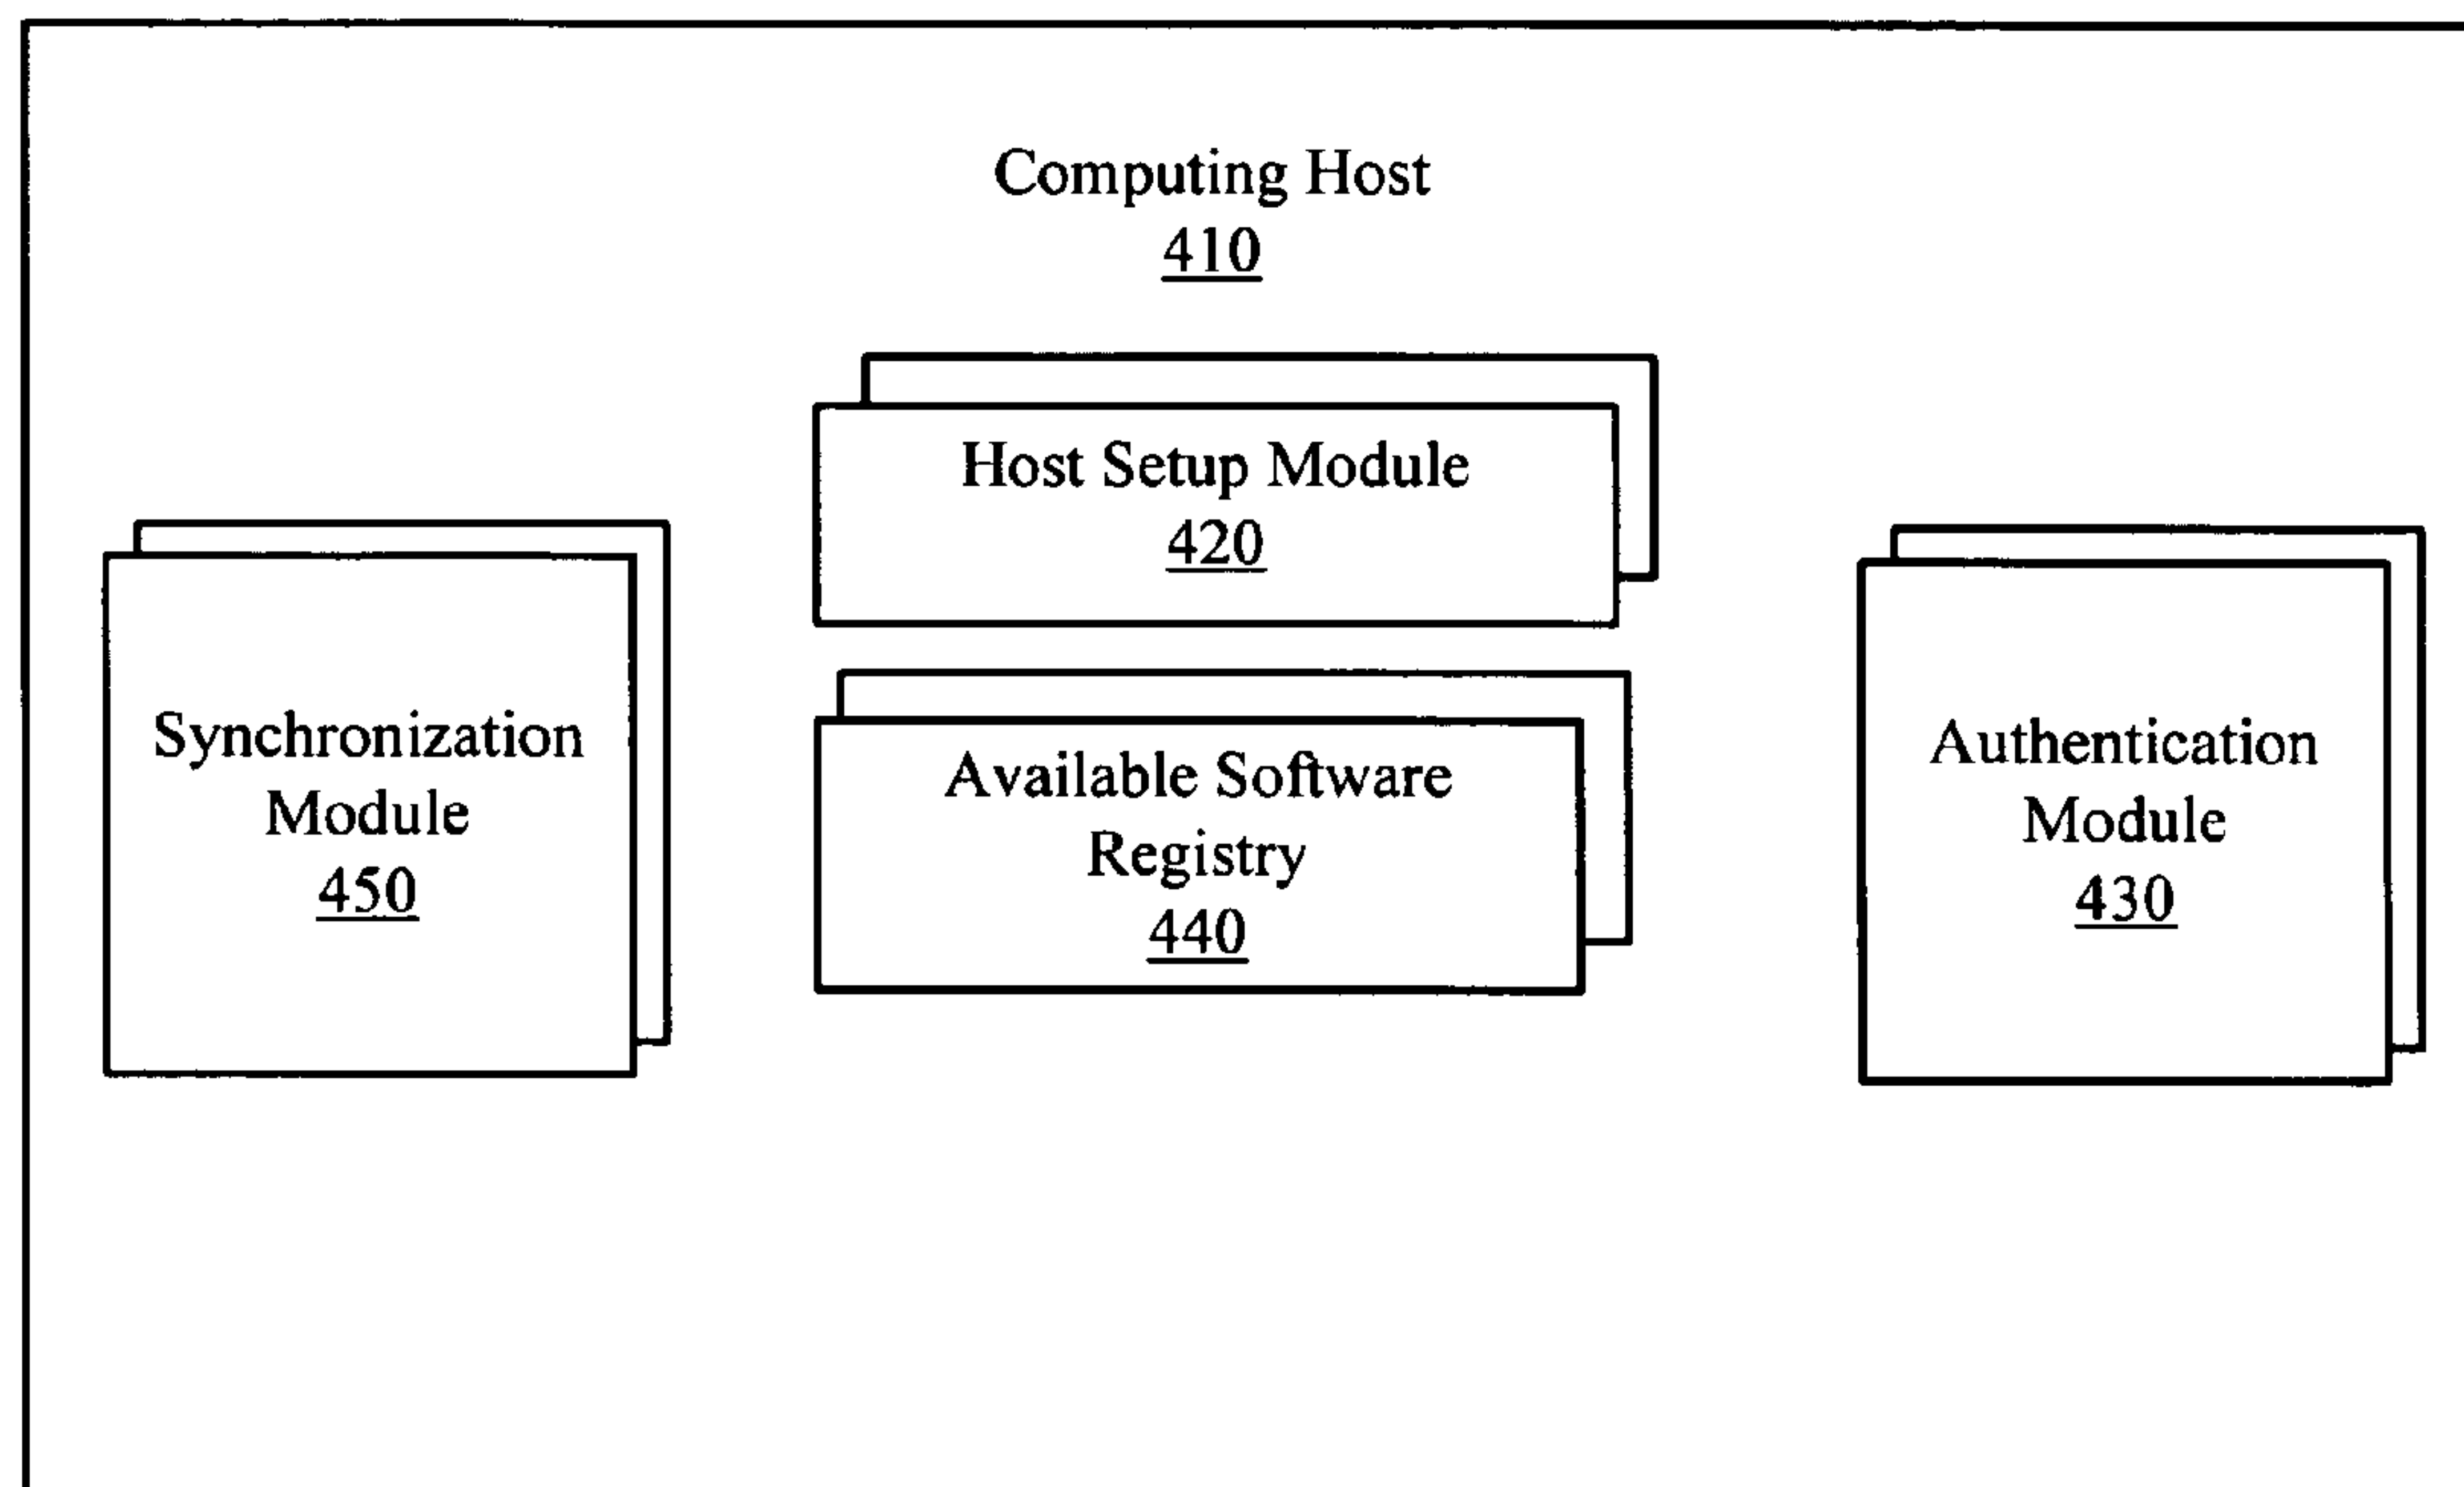 Computing Host
410
Host Setup Module
420
Synchronization
Module
450
Available Software
Registry
440
Authentication
Module
430